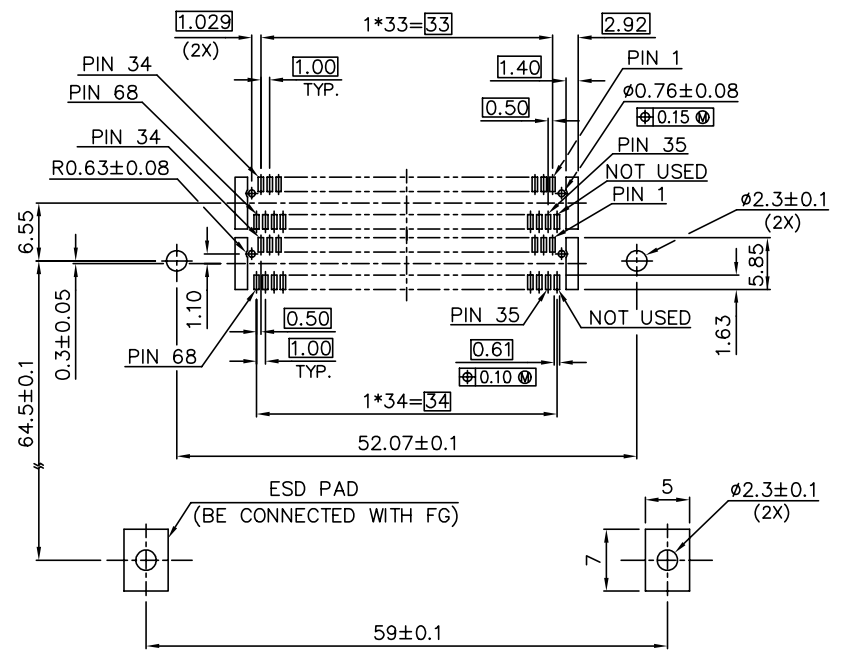 1.029
(2X)
1*33=33
2.92
PIN 34
1.00
TYP.
1.40
PIN 1
PIN 68
0.50
ø0.76±0.08
⌖ 0.15 Ⓜ
PIN 34
PIN 35
R0.63±0.08
NOT USED
PIN 1
ø2.3±0.1
(2X)
6.55
5.85
0.3±0.05
1.10
0.50
PIN 35
NOT USED
1.63
PIN 68
1.00
TYP.
0.61
⌖ 0.10 Ⓜ
1*34=34
64.5±0.1
52.07±0.1
ESD PAD
(BE CONNECTED WITH FG)
5
ø2.3±0.1
(2X)
7
59±0.1